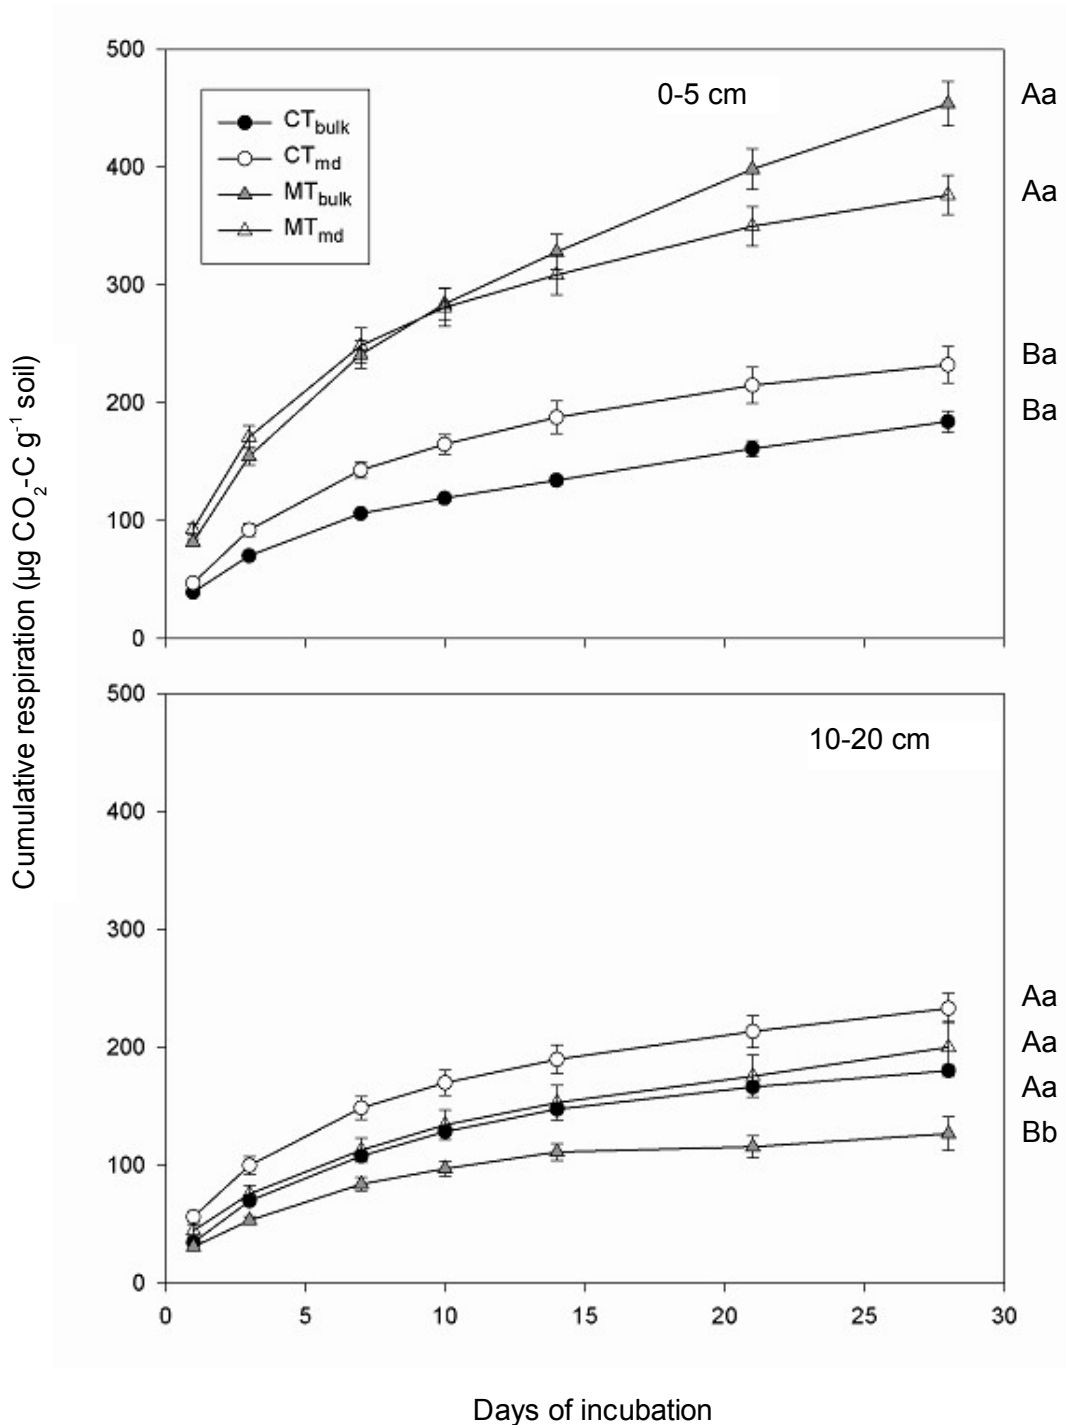 500
400
300
200
100
0
0-5 cm
CTbulk
CTmd
MTbulk
MTmd
Aa
Aa
Ba
Ba
Cumulative respiration (µg CO2-C g-1 soil)
500
400
300
200
100
0
10-20 cm
Aa
Aa
Aa
Bb
0 5 10 15 20 25 30
Days of incubation